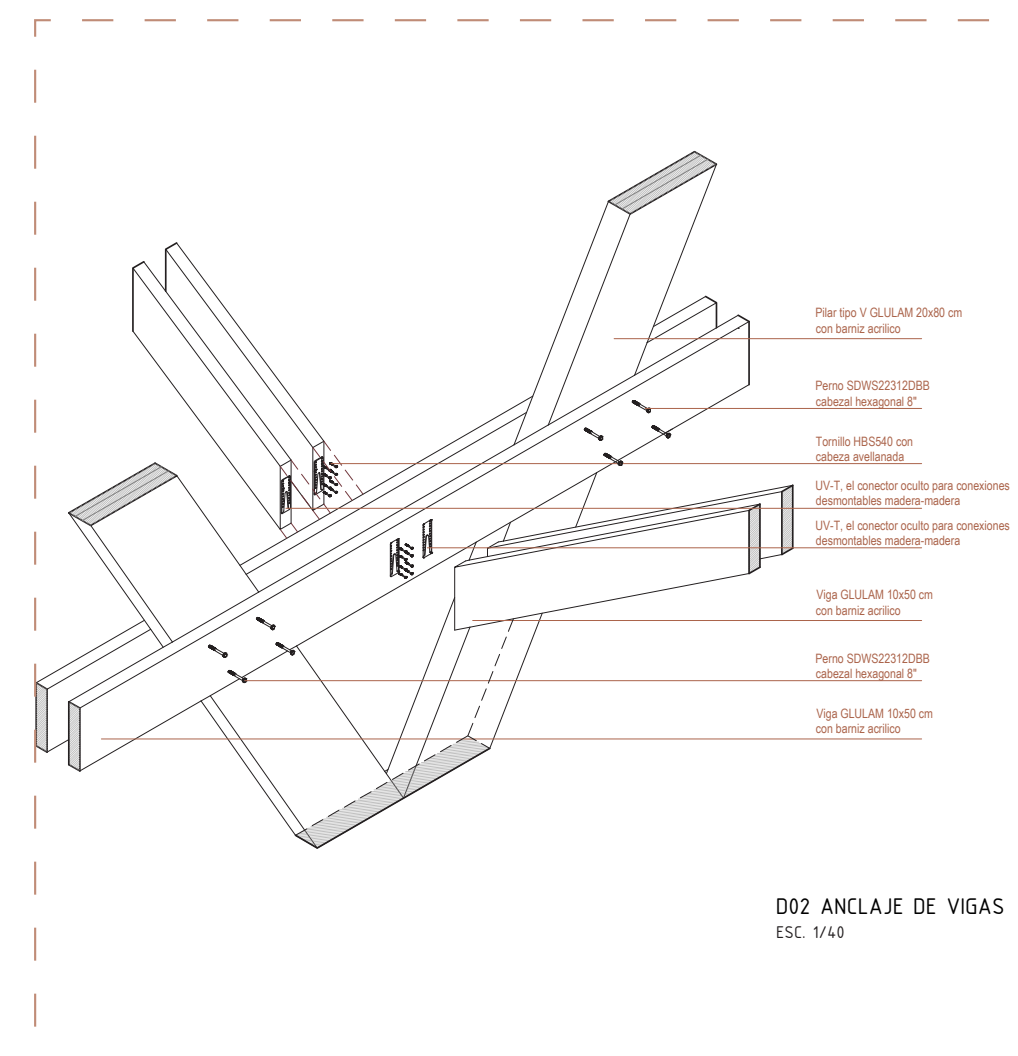 Pilar tipo V GLULAM 20x80 cm
con barniz acrilico
Perno SDWS22312DBB
cabezal hexagonal 8"
Tornillo HBS540 con
cabeza avellanada
UV-T, el conector oculto para conexiones
desmontables madera-madera
UV-T, el conector oculto para conexiones
desmontables madera-madera
Viga GLULAM 10x50 cm
con barniz acrilico
Perno SDWS22312DBB
cabezal hexagonal 8"
Viga GLULAM 10x50 cm
con barniz acrilico
D02 ANCLAJE DE VIGAS
ESC. 1/40